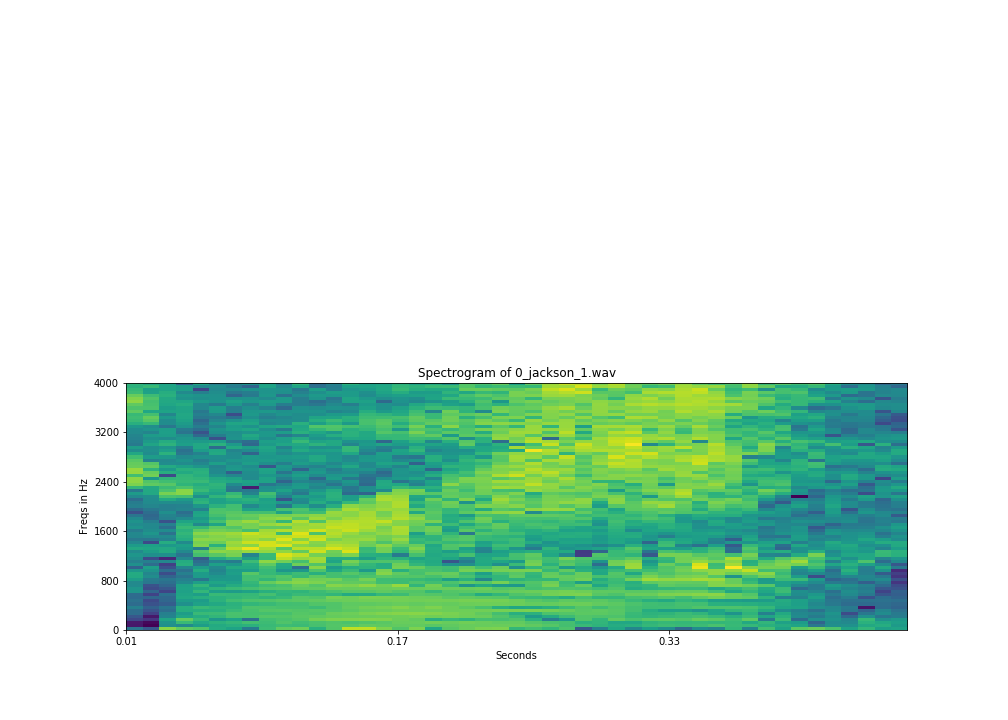 Spectrogram of 0_jackson_1.wav
4000
3200
2400
1600
800
0
Freqs in Hz
0.01 0.17 0.33
Seconds